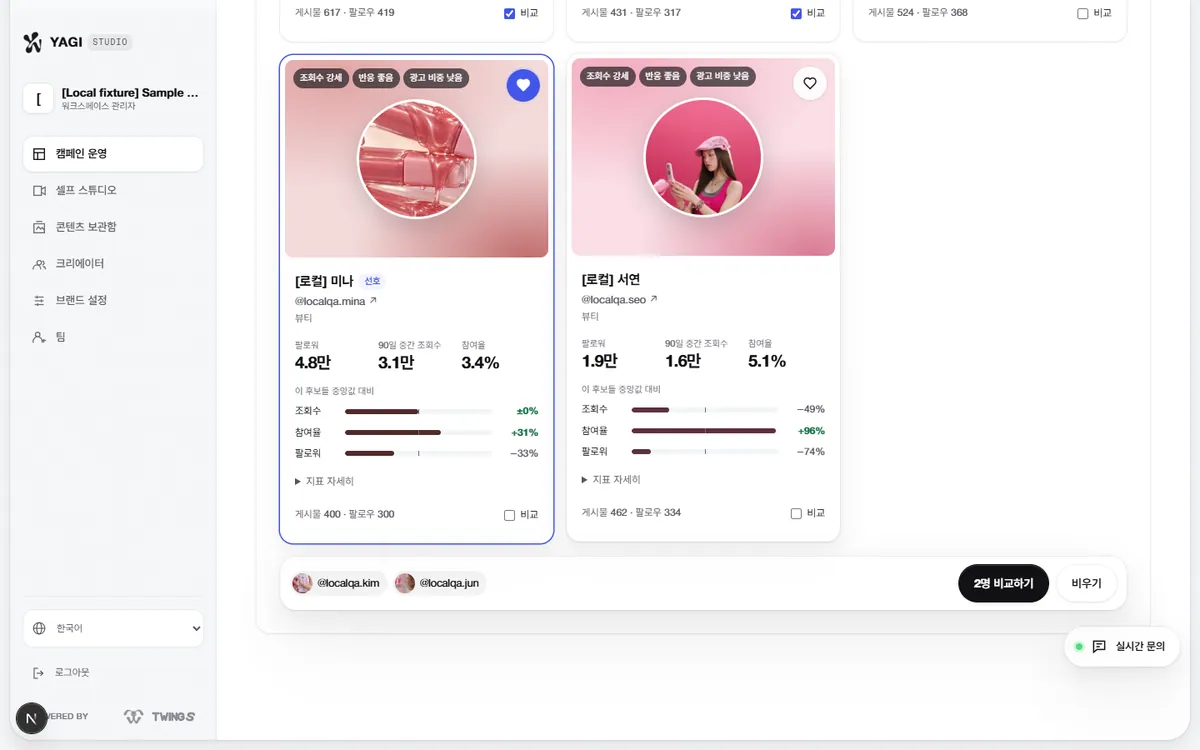 YAGI STUDIO
[
[Local fixture] Sample ...
워크스페이스 관리자
캠페인 운영
셀프 스튜디오
콘텐츠 보관함
크리에이터
브랜드 설정
팀
한국어
로그아웃
N
VERED BY
TWINGS
게시물 617 · 팔로우 419
비교
게시물 431 · 팔로우 317
비교
게시물 524 · 팔로우 368
비교
조회수 강세
반응 좋음
광고 비중 낮음
[로컬] 미나
선호
@localqa.mina ↗
뷰티
팔로워
90일 중간 조회수
참여율
4.8만
3.1만
3.4%
이 후보들 중앙값 대비
조회수
±0%
참여율
+31%
팔로워
−33%
▶ 지표 자세히
게시물 400 · 팔로우 300
비교
조회수 강세
반응 좋음
광고 비중 낮음
[로컬] 서연
@localqa.seo ↗
뷰티
팔로워
90일 중간 조회수
참여율
1.9만
1.6만
5.1%
이 후보들 중앙값 대비
조회수
−49%
참여율
+96%
팔로워
−74%
▶ 지표 자세히
게시물 462 · 팔로우 334
비교
@localqa.kim
@localqa.jun
2명 비교하기
비우기
실시간 문의